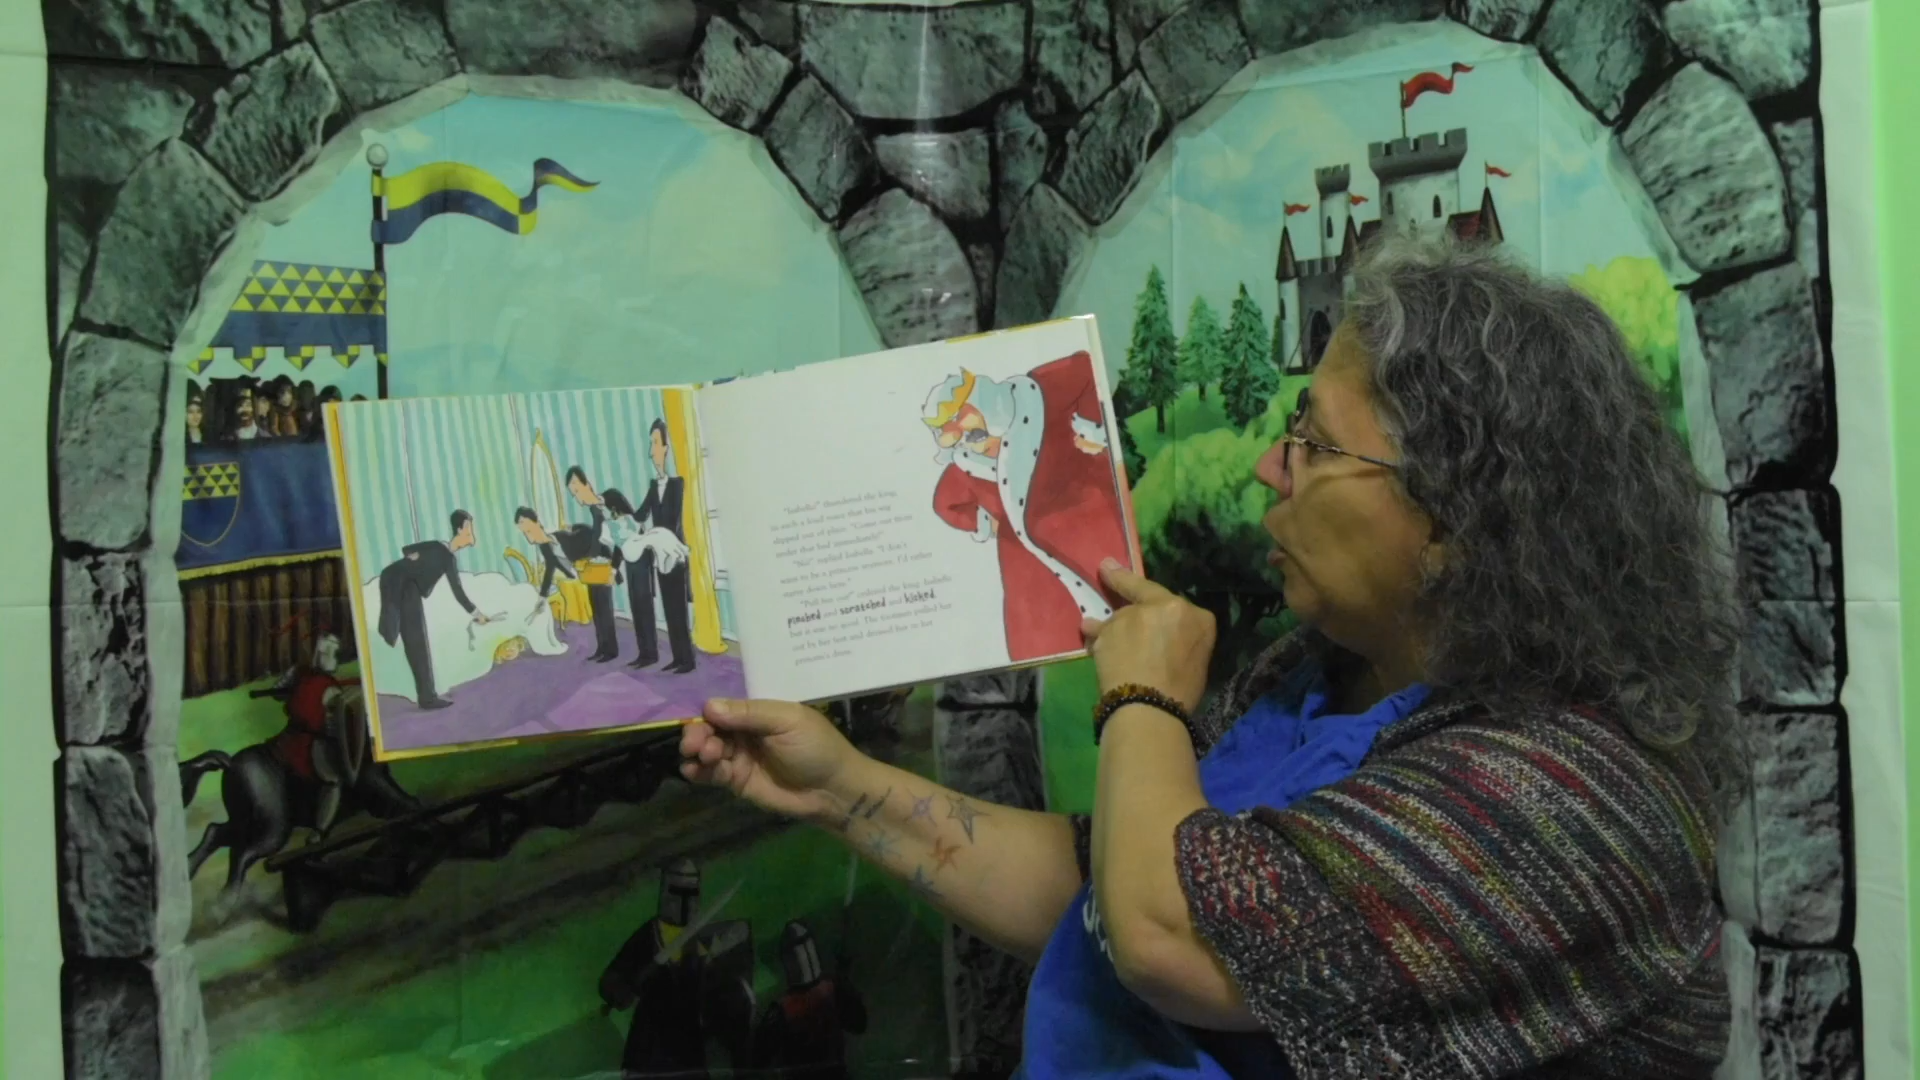 "Isabella!" thundered the king,
in such a loud voice that his wig
slipped out of place. "Come out from
under that bed immediately!"
"No!" replied Isabella. "I don't
want to be a princess anymore. I'd rather
stay down here."
"Pull her out!" ordered the king. Isabella
pinched and scratched and kicked,
but it was no good. The footmen pulled her
out by her feet and dressed her in her
princess's dress.